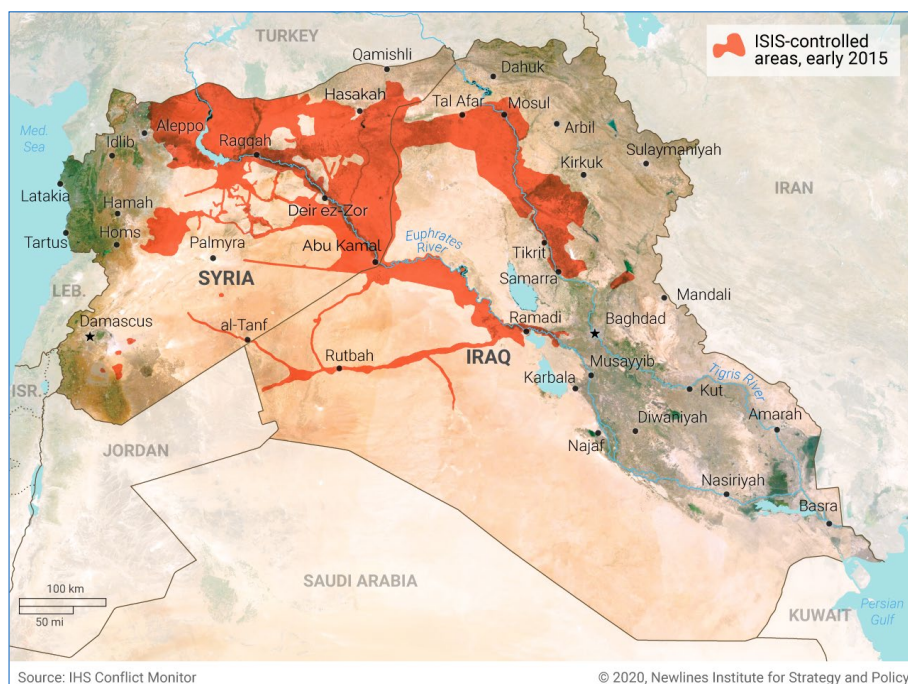 ISIS-controlled
areas, early 2015
TURKEY
Qamishli
Dahuk
Hasakah
Tal Afar
Mosul
Aleppo
Med.
Sea
Idlib
Raqqah
Arbil
Sulaymaniyah
Kirkuk
IRAN
Latakia
Hamah
Deir ez-Zor
Tartus
Homs
Palmyra
Abu Kamal
Euphrates
River
Tikrit
SYRIA
Samarra
LEB.
Mandali
Damascus
al-Tanf
Ramadi
Baghdad
Rutbah
IRAQ
Musayyib
ISR.
Karbala
Kut
Tigris River
Diwaniyah
Amarah
JORDAN
Najaf
Nasiriyah
Basra
SAUDI ARABIA
100 km
50 mi
KUWAIT
Persian
Gulf
Source: IHS Conflict Monitor
© 2020, Newlines Institute for Strategy and Policy